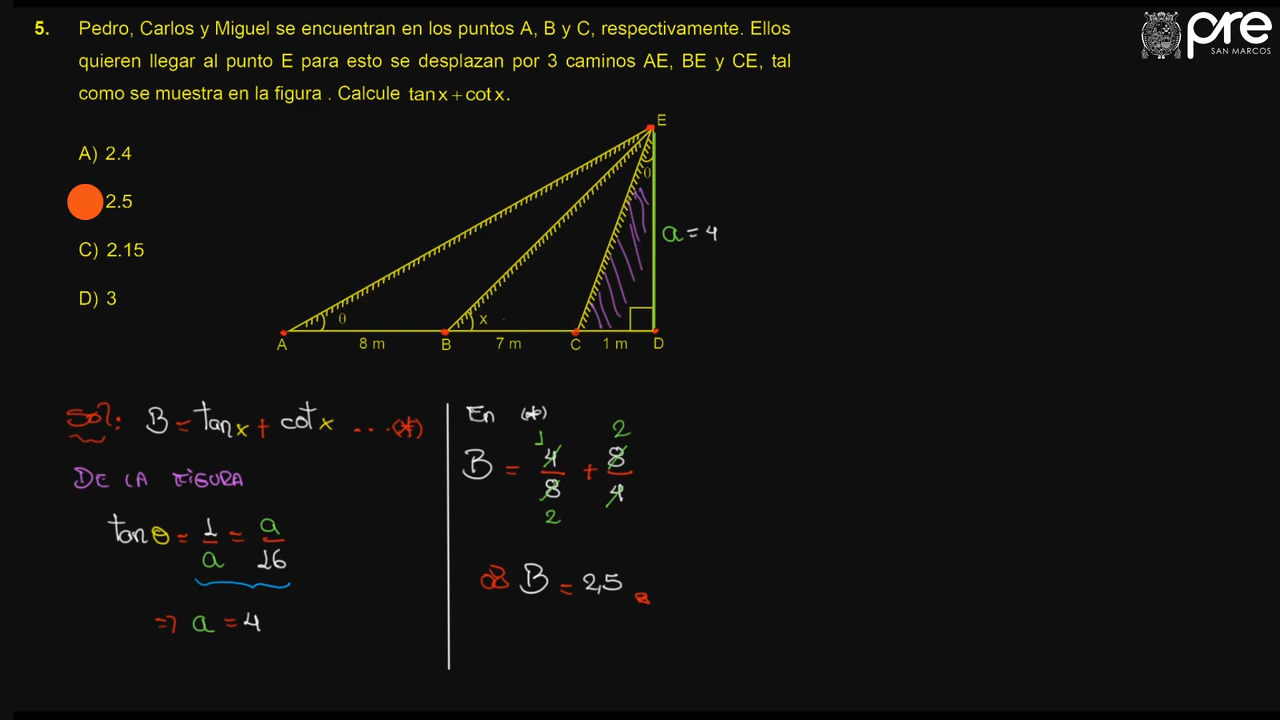 5. Pedro, Carlos y Miguel se encuentran en los puntos A, B y C, respectivamente. Ellos
quieren llegar al punto E para esto se desplazan por 3 caminos AE, BE y CE, tal
como se muestra en la figura . Calcule tan x + cot x.
pre
SAN MARCOS
A) 2.4
2.5
C) 2.15
D) 3
E
θ
a = 4
θ
x
A 8 m B 7 m C 1 m D
Sol: B = tan x + cot x ... (*)
DE LA FIGURA
tan θ = 1/a = a/16
=> a = 4
En (*)
1 2
B = 4/8 + 8/4
2
B = 2,5